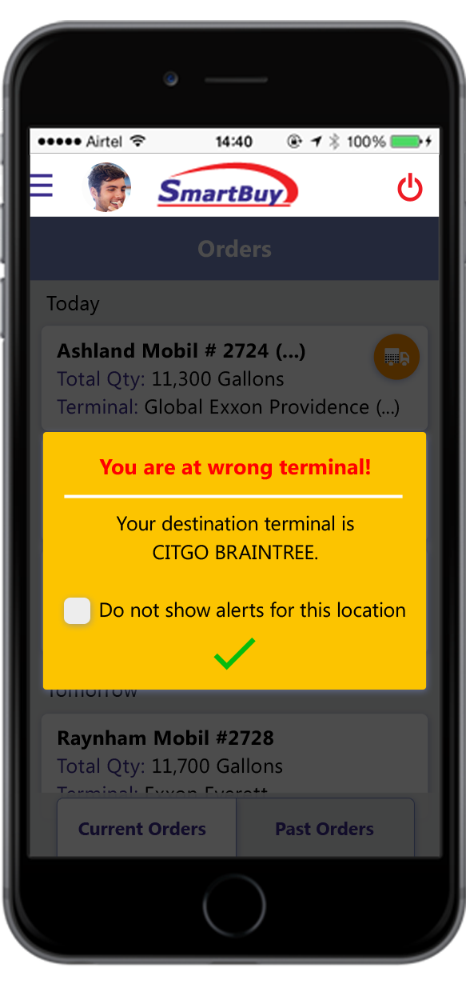 Airtel 14:40 100%
SmartBuy
Orders
Today
Ashland Mobil # 2724 (...)
Total Qty: 11,300 Gallons
Terminal: Global Exxon Providence (...)
You are at wrong terminal!
Your destination terminal is
CITGO BRAINTREE.
Do not show alerts for this location
Tomorrow
Raynham Mobil #2728
Total Qty: 11,700 Gallons
Terminal: Exxon Everett
Current Orders Past Orders